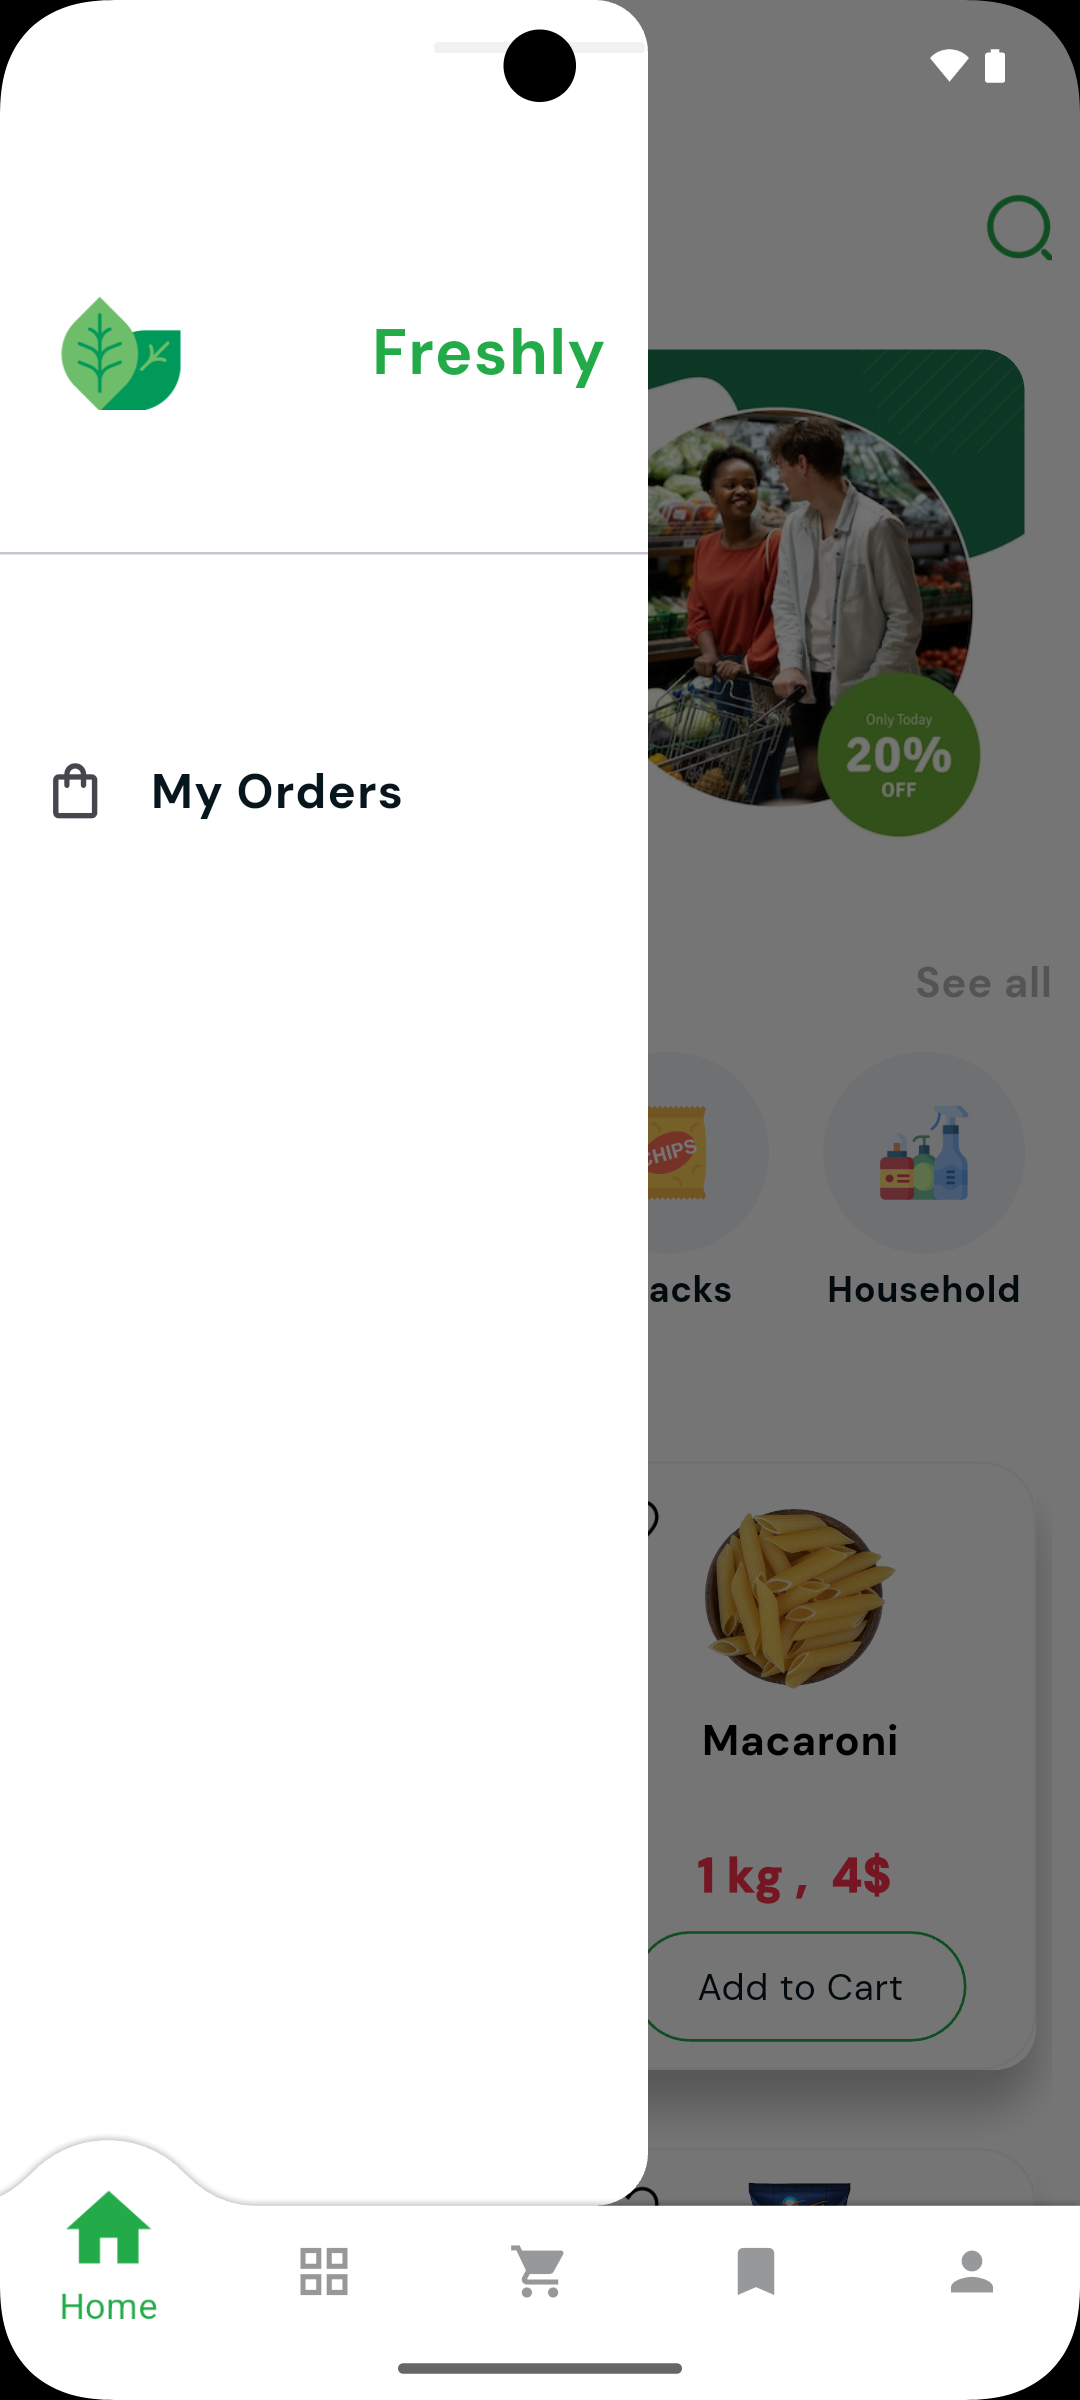 Freshly
My Orders
Only Today
20%
OFF
See all
CHIPS
acks
Household
Macaroni
1 kg , 4$
Add to Cart
Home